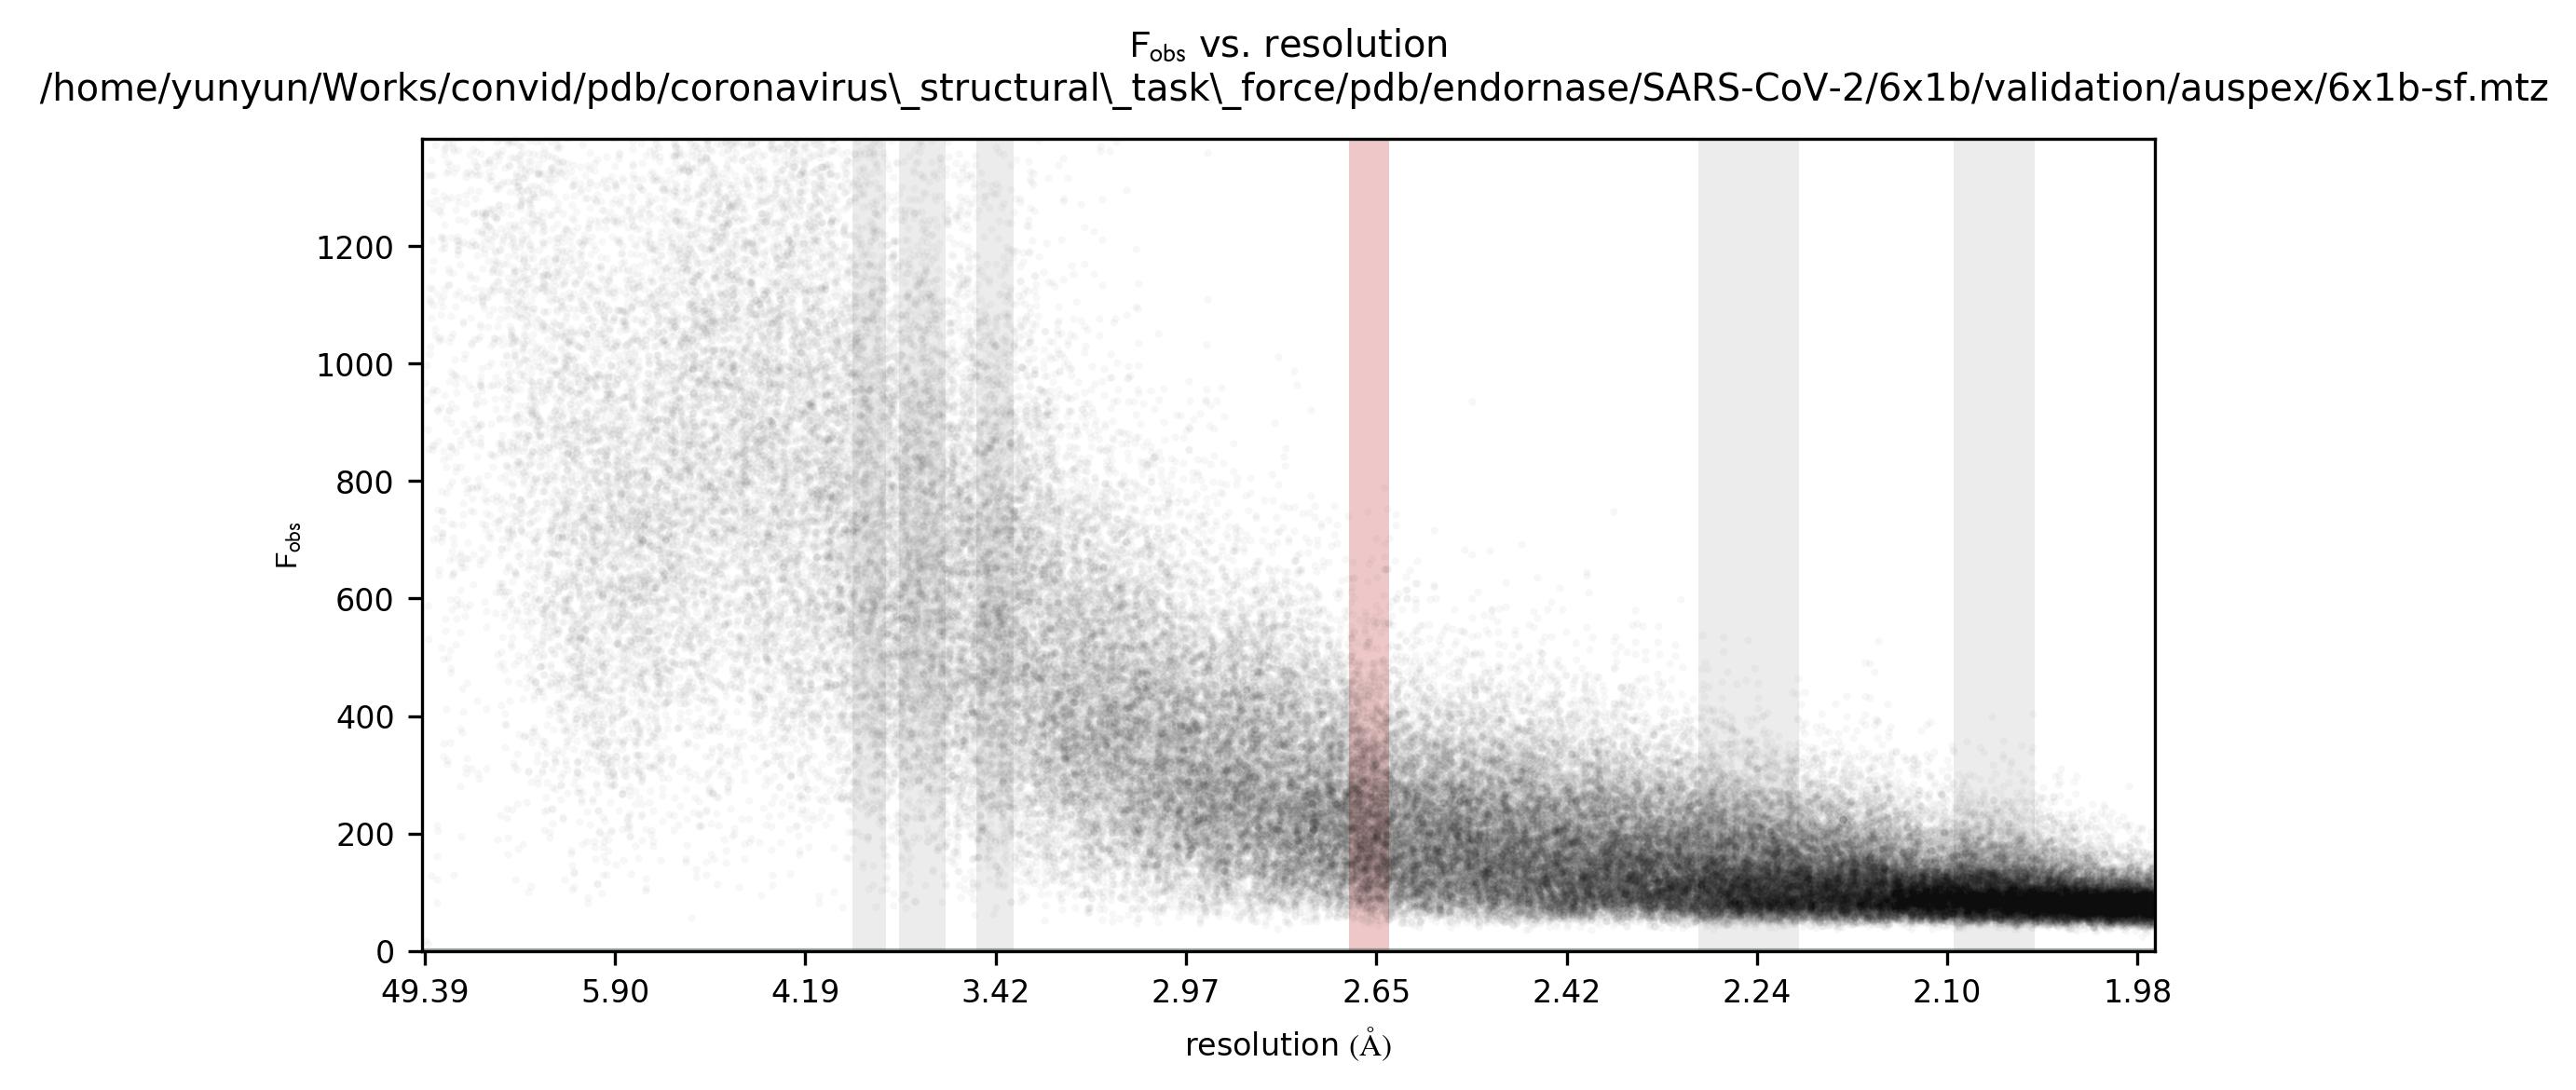 Fobs vs. resolution
/home/yunyun/Works/convid/pdb/coronavirus\_structural\_task\_force/pdb/endornase/SARS-CoV-2/6x1b/validation/auspex/6x1b-sf.mtz
Fobs
1200
1000
800
600
400
200
0
49.39 5.90 4.19 3.42 2.97 2.65 2.42 2.24 2.10 1.98
resolution (Å)